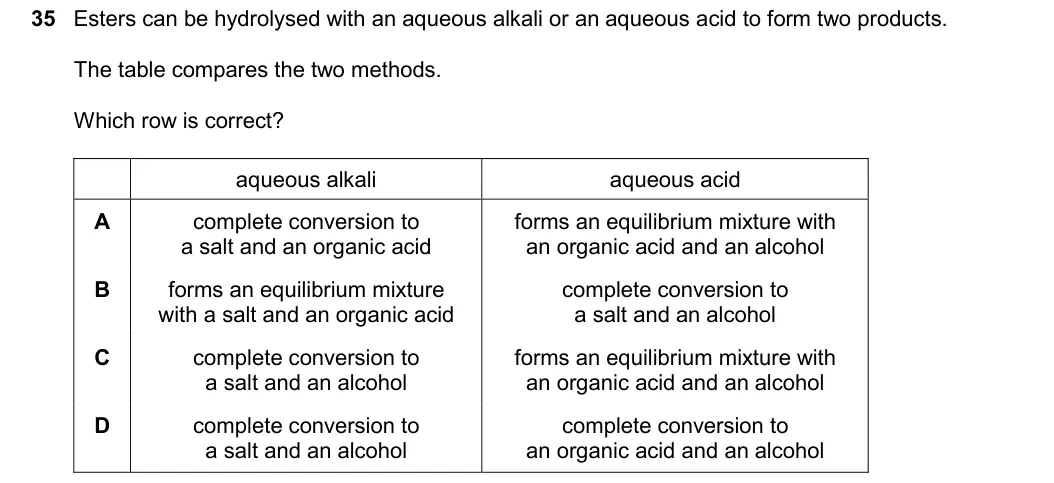 35 Esters can be hydrolysed with an aqueous alkali or an aqueous acid to form two products.
The table compares the two methods.
Which row is correct?
aqueous alkali aqueous acid
A complete conversion to a salt and an organic acid forms an equilibrium mixture with an organic acid and an alcohol
B forms an equilibrium mixture with a salt and an organic acid complete conversion to a salt and an alcohol
C complete conversion to a salt and an alcohol forms an equilibrium mixture with an organic acid and an alcohol
D complete conversion to a salt and an alcohol complete conversion to an organic acid and an alcohol